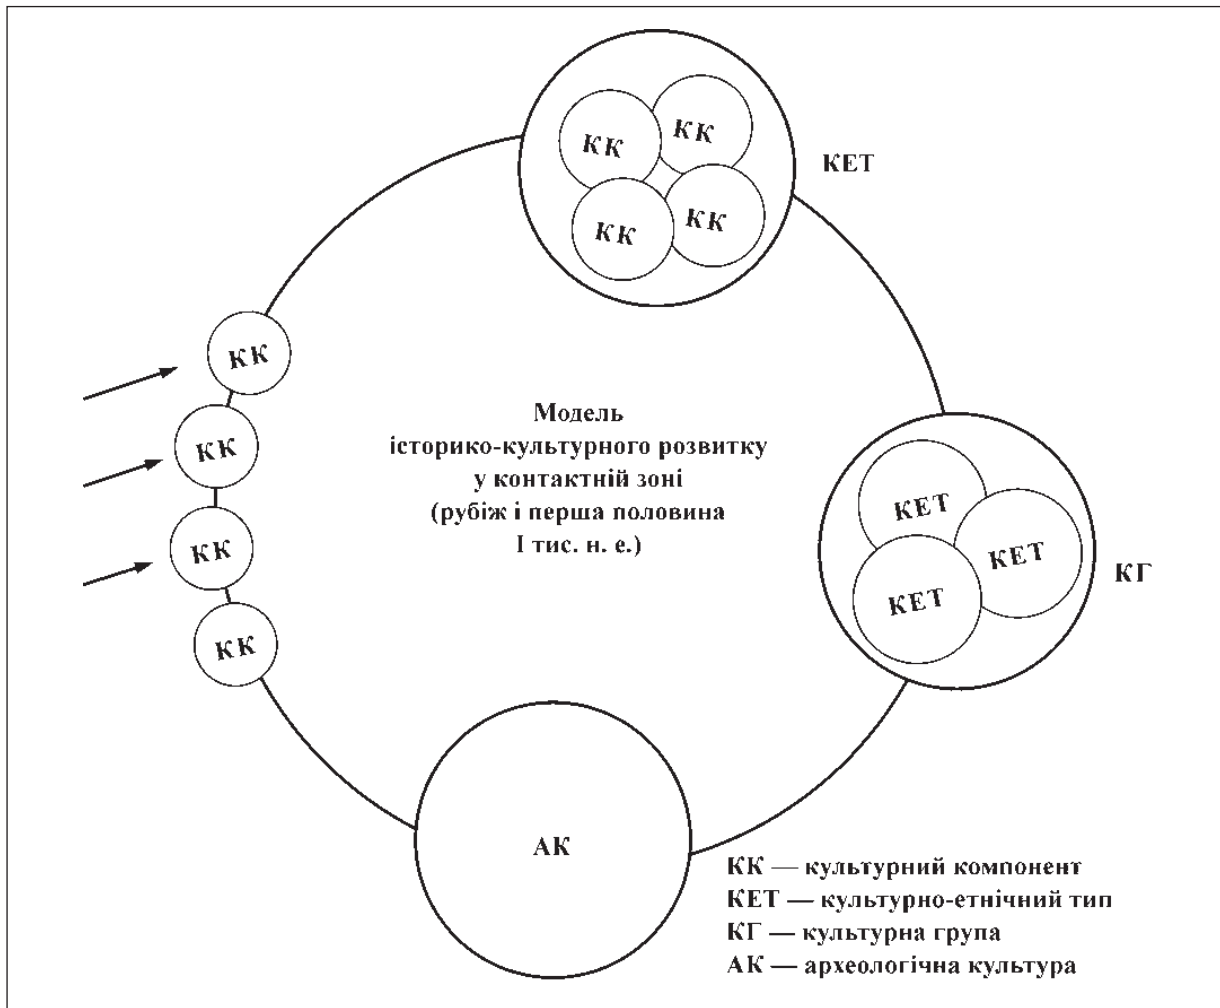 КК
КК
КЕТ
КК
КК
КК
КК
КК
КК
Модель
історико-культурного розвитку
у контактній зоні
(рубіж і перша половина
І тис. н. е.)
КЕТ
КЕТ
КЕТ
КГ
АК
КК — культурний компонент
КЕТ — культурно-етнічний тип
КГ — культурна група
АК — археологічна культура